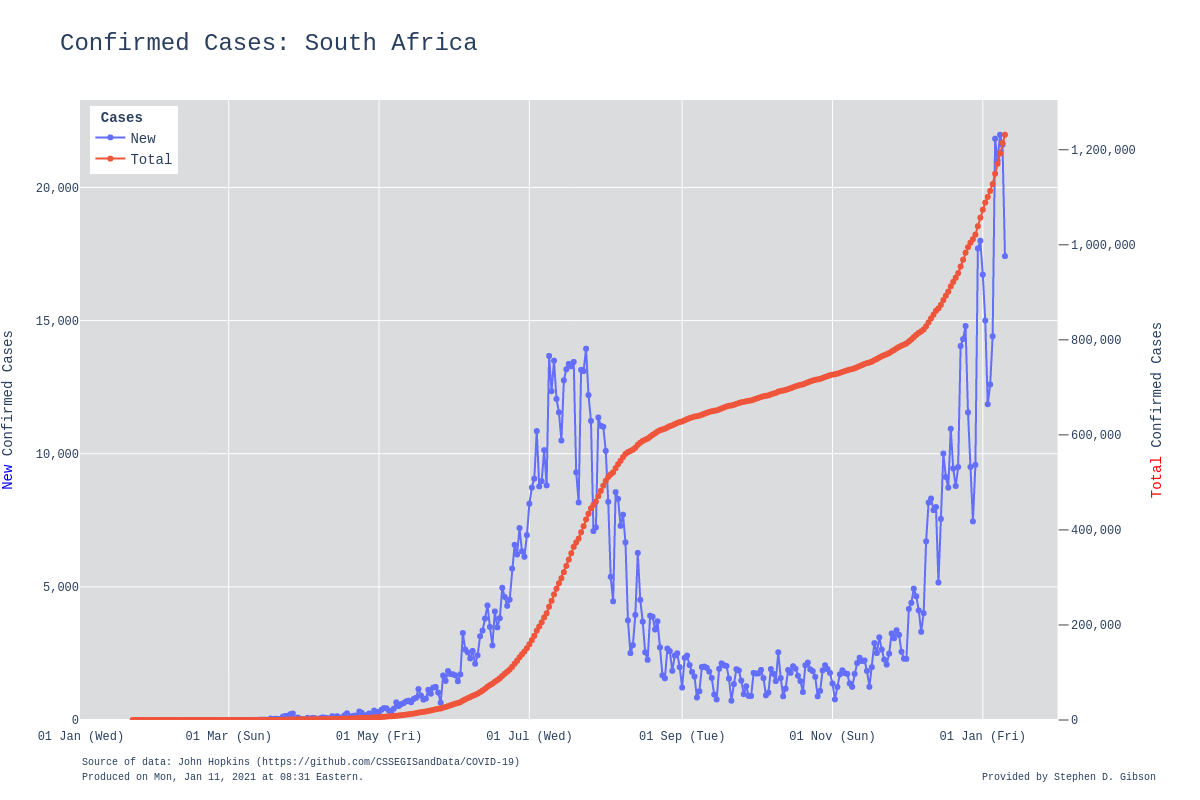 Confirmed Cases: South Africa
Cases
New
Total
20,000
15,000
10,000
5,000
0
1,200,000
1,000,000
800,000
600,000
400,000
200,000
0
New Confirmed Cases
Total Confirmed Cases
01 Jan (Wed)
01 Mar (Sun)
01 May (Fri)
01 Jul (Wed)
01 Sep (Tue)
01 Nov (Sun)
01 Jan (Fri)
Source of data: John Hopkins (https://github.com/CSSEGISandData/COVID-19)
Produced on Mon, Jan 11, 2021 at 08:31 Eastern.
Provided by Stephen D. Gibson